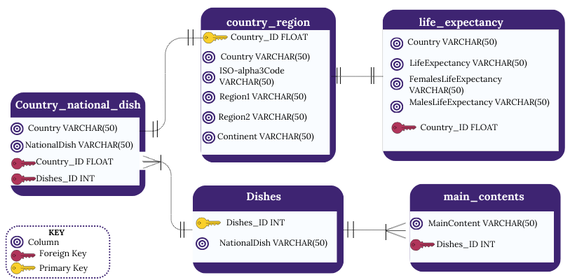 country_region
Country_ID FLOAT
Country VARCHAR(50)
ISO-alpha3Code
VARCHAR(50)
Region1 VARCHAR(50)
Region2 VARCHAR(50)
Continent VARCHAR(50)
life_expectancy
Country VARCHAR(50)
LifeExpectancy VARCHAR(50)
FemalesLifeExpectancy
VARCHAR(50)
MalesLifeExpectancy VARCHAR(50)
Country_ID FLOAT
Country_national_dish
Country VARCHAR(50)
NationalDish VARCHAR(50)
Country_ID FLOAT
Dishes_ID INT
Dishes
Dishes_ID INT
NationalDish VARCHAR(50)
main_contents
MainContent VARCHAR(50)
Dishes_ID INT
KEY
Column
Foreign Key
Primary Key